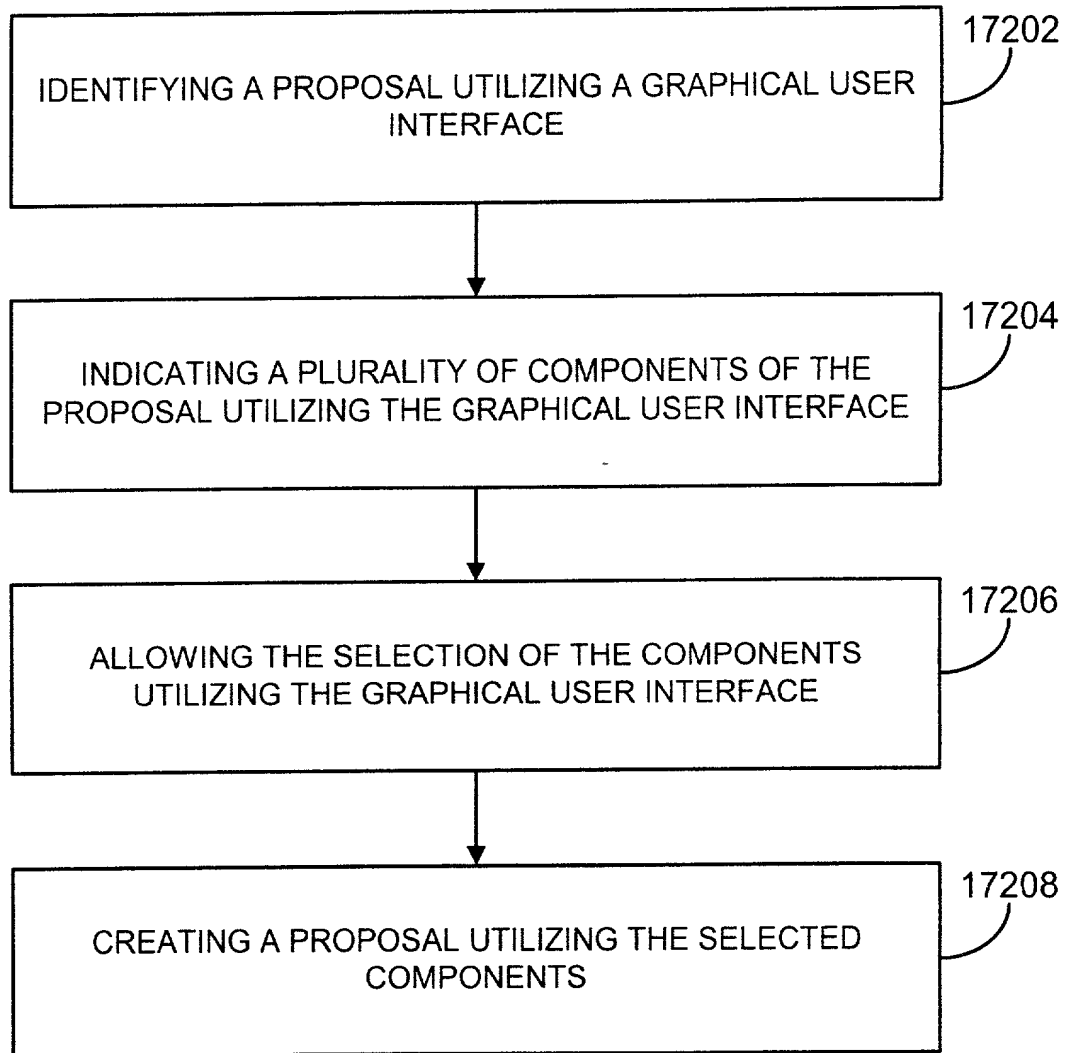 17202
IDENTIFYING A PROPOSAL UTILIZING A GRAPHICAL USER
INTERFACE
17204
INDICATING A PLURALITY OF COMPONENTS OF THE
PROPOSAL UTILIZING THE GRAPHICAL USER INTERFACE
17206
ALLOWING THE SELECTION OF THE COMPONENTS
UTILIZING THE GRAPHICAL USER INTERFACE
17208
CREATING A PROPOSAL UTILIZING THE SELECTED
COMPONENTS